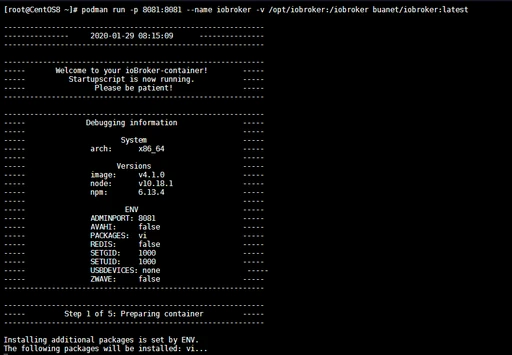 [root@CentOS8 ~]# podman run -p 8081:8081 --name iobroker -v /opt/iobroker:/iobroker buanet/iobroker:latest
------------------------------------------------------------
---------------     2020-01-29 08:15:09      ---------------
------------------------------------------------------------
------------------------------------------------------------
-----       Welcome to your ioBroker-container!        -----
-----          Startupscript is now running.           -----
-----                Please be patient!                -----
------------------------------------------------------------
------------------------------------------------------------
-----              Debugging information               -----
-----                                                  -----
-----                      System                      -----
-----               arch:      x86_64                  -----
-----                                                  -----
-----                     Versions                     -----
-----               image:     v4.1.0                  -----
-----               node:      v10.18.1                -----
-----               npm:       6.13.4                  -----
-----                                                  -----
-----                       ENV                        -----
-----               ADMINPORT: 8081                    -----
-----               AVAHI:     false                   -----
-----               PACKAGES:  vi                      -----
-----               REDIS:     false                   -----
-----               SETGID:    1000                    -----
-----               SETUID:    1000                    -----
-----               USBDEVICES: none                    -----
-----               ZWAVE:     false                   -----
------------------------------------------------------------
------------------------------------------------------------
-----         Step 1 of 5: Preparing container         -----
------------------------------------------------------------
Installing additional packages is set by ENV.
The following packages will be installed: vi...